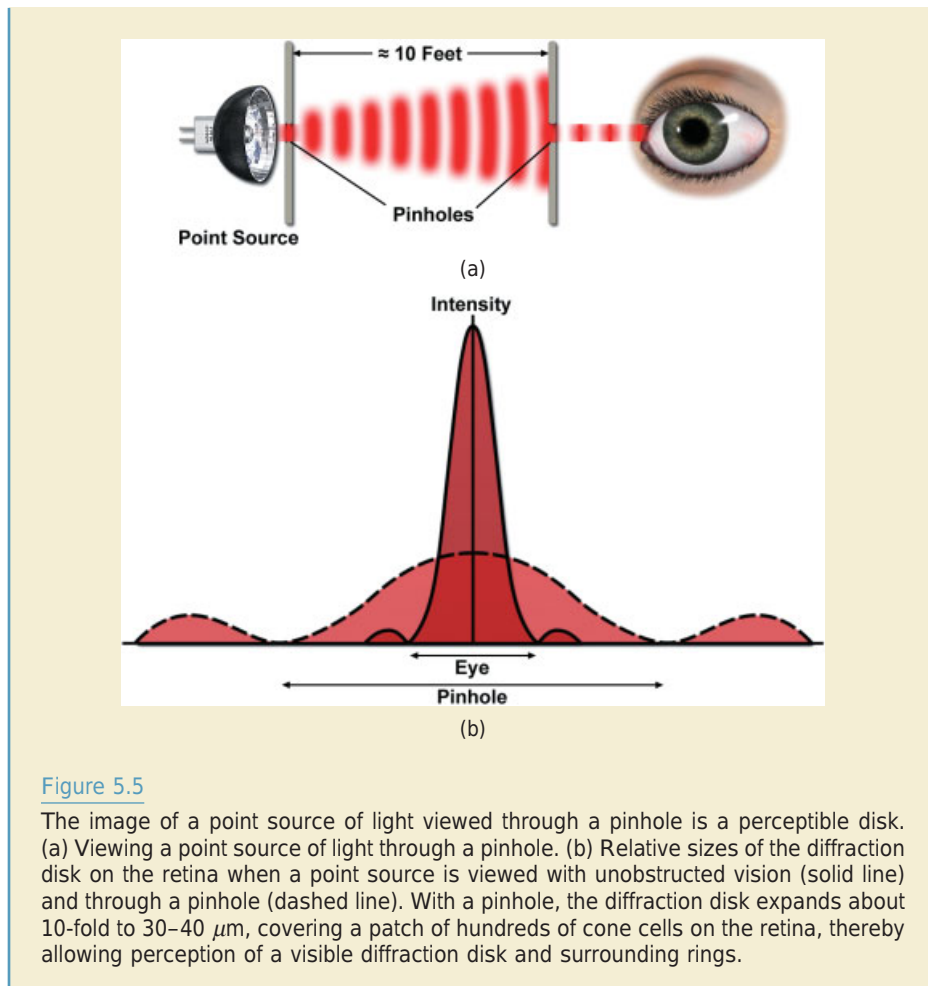 ≈ 10 Feet
Pinholes
Point Source
(a)
Intensity
Eye
Pinhole
(b)
Figure 5.5
The image of a point source of light viewed through a pinhole is a perceptible disk.
(a) Viewing a point source of light through a pinhole. (b) Relative sizes of the diffraction
disk on the retina when a point source is viewed with unobstructed vision (solid line)
and through a pinhole (dashed line). With a pinhole, the diffraction disk expands about
10-fold to 30–40 μm, covering a patch of hundreds of cone cells on the retina, thereby
allowing perception of a visible diffraction disk and surrounding rings.